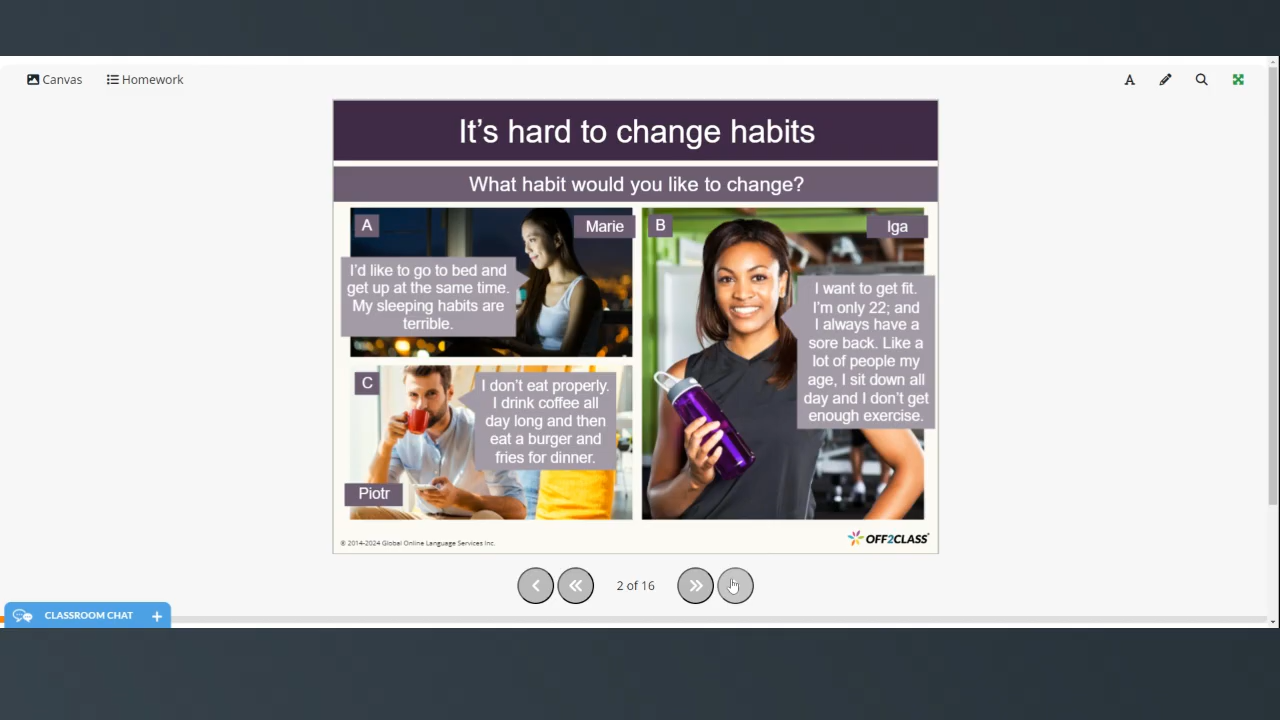 Canvas
Homework
A
It's hard to change habits
What habit would you like to change?
A
Marie
I'd like to go to bed and
get up at the same time.
My sleeping habits are
terrible.
B
Iga
I want to get fit.
I'm only 22; and
I always have a
sore back. Like a
lot of people my
age, I sit down all
day and I don't get
enough exercise.
C
I don't eat properly.
I drink coffee all
day long and then
eat a burger and
fries for dinner.
Piotr
© 2014-2024 Global Online Language Services Inc.
OFF2CLASS
2 of 16
CLASSROOM CHAT +